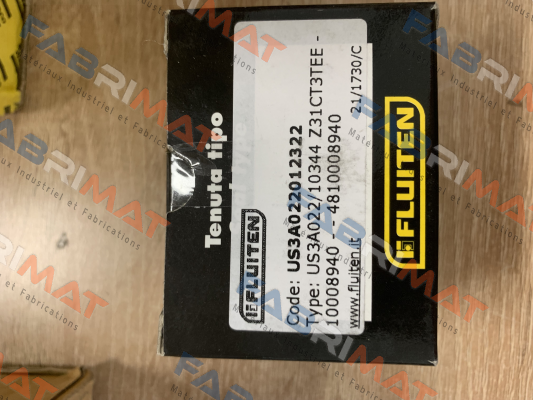 Tenuta tipo
FLUITEN
Code: US3A022012322
Type: US3A022/10344 Z31CT3TEE -
10008940 - 4810008940
www.fluiten.it
21/1730/C
FLUITEN
FABRIMAT
Matériaux Industriel et Fabrications